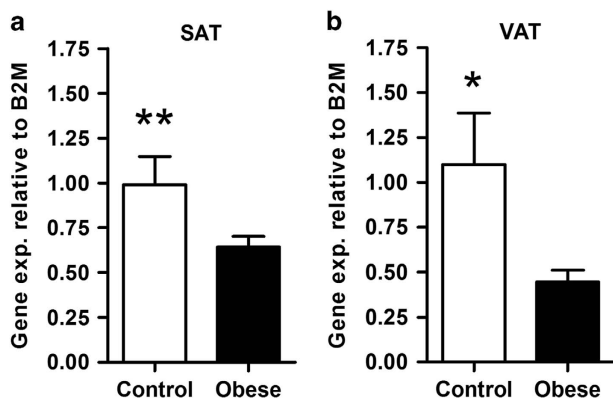 a
SAT
Gene exp. relative to B2M
1.75
1.50
1.25
1.00
0.75
0.50
0.25
0.00
**
Control Obese
b
VAT
Gene exp. relative to B2M
1.75
1.50
1.25
1.00
0.75
0.50
0.25
0.00
*
Control Obese